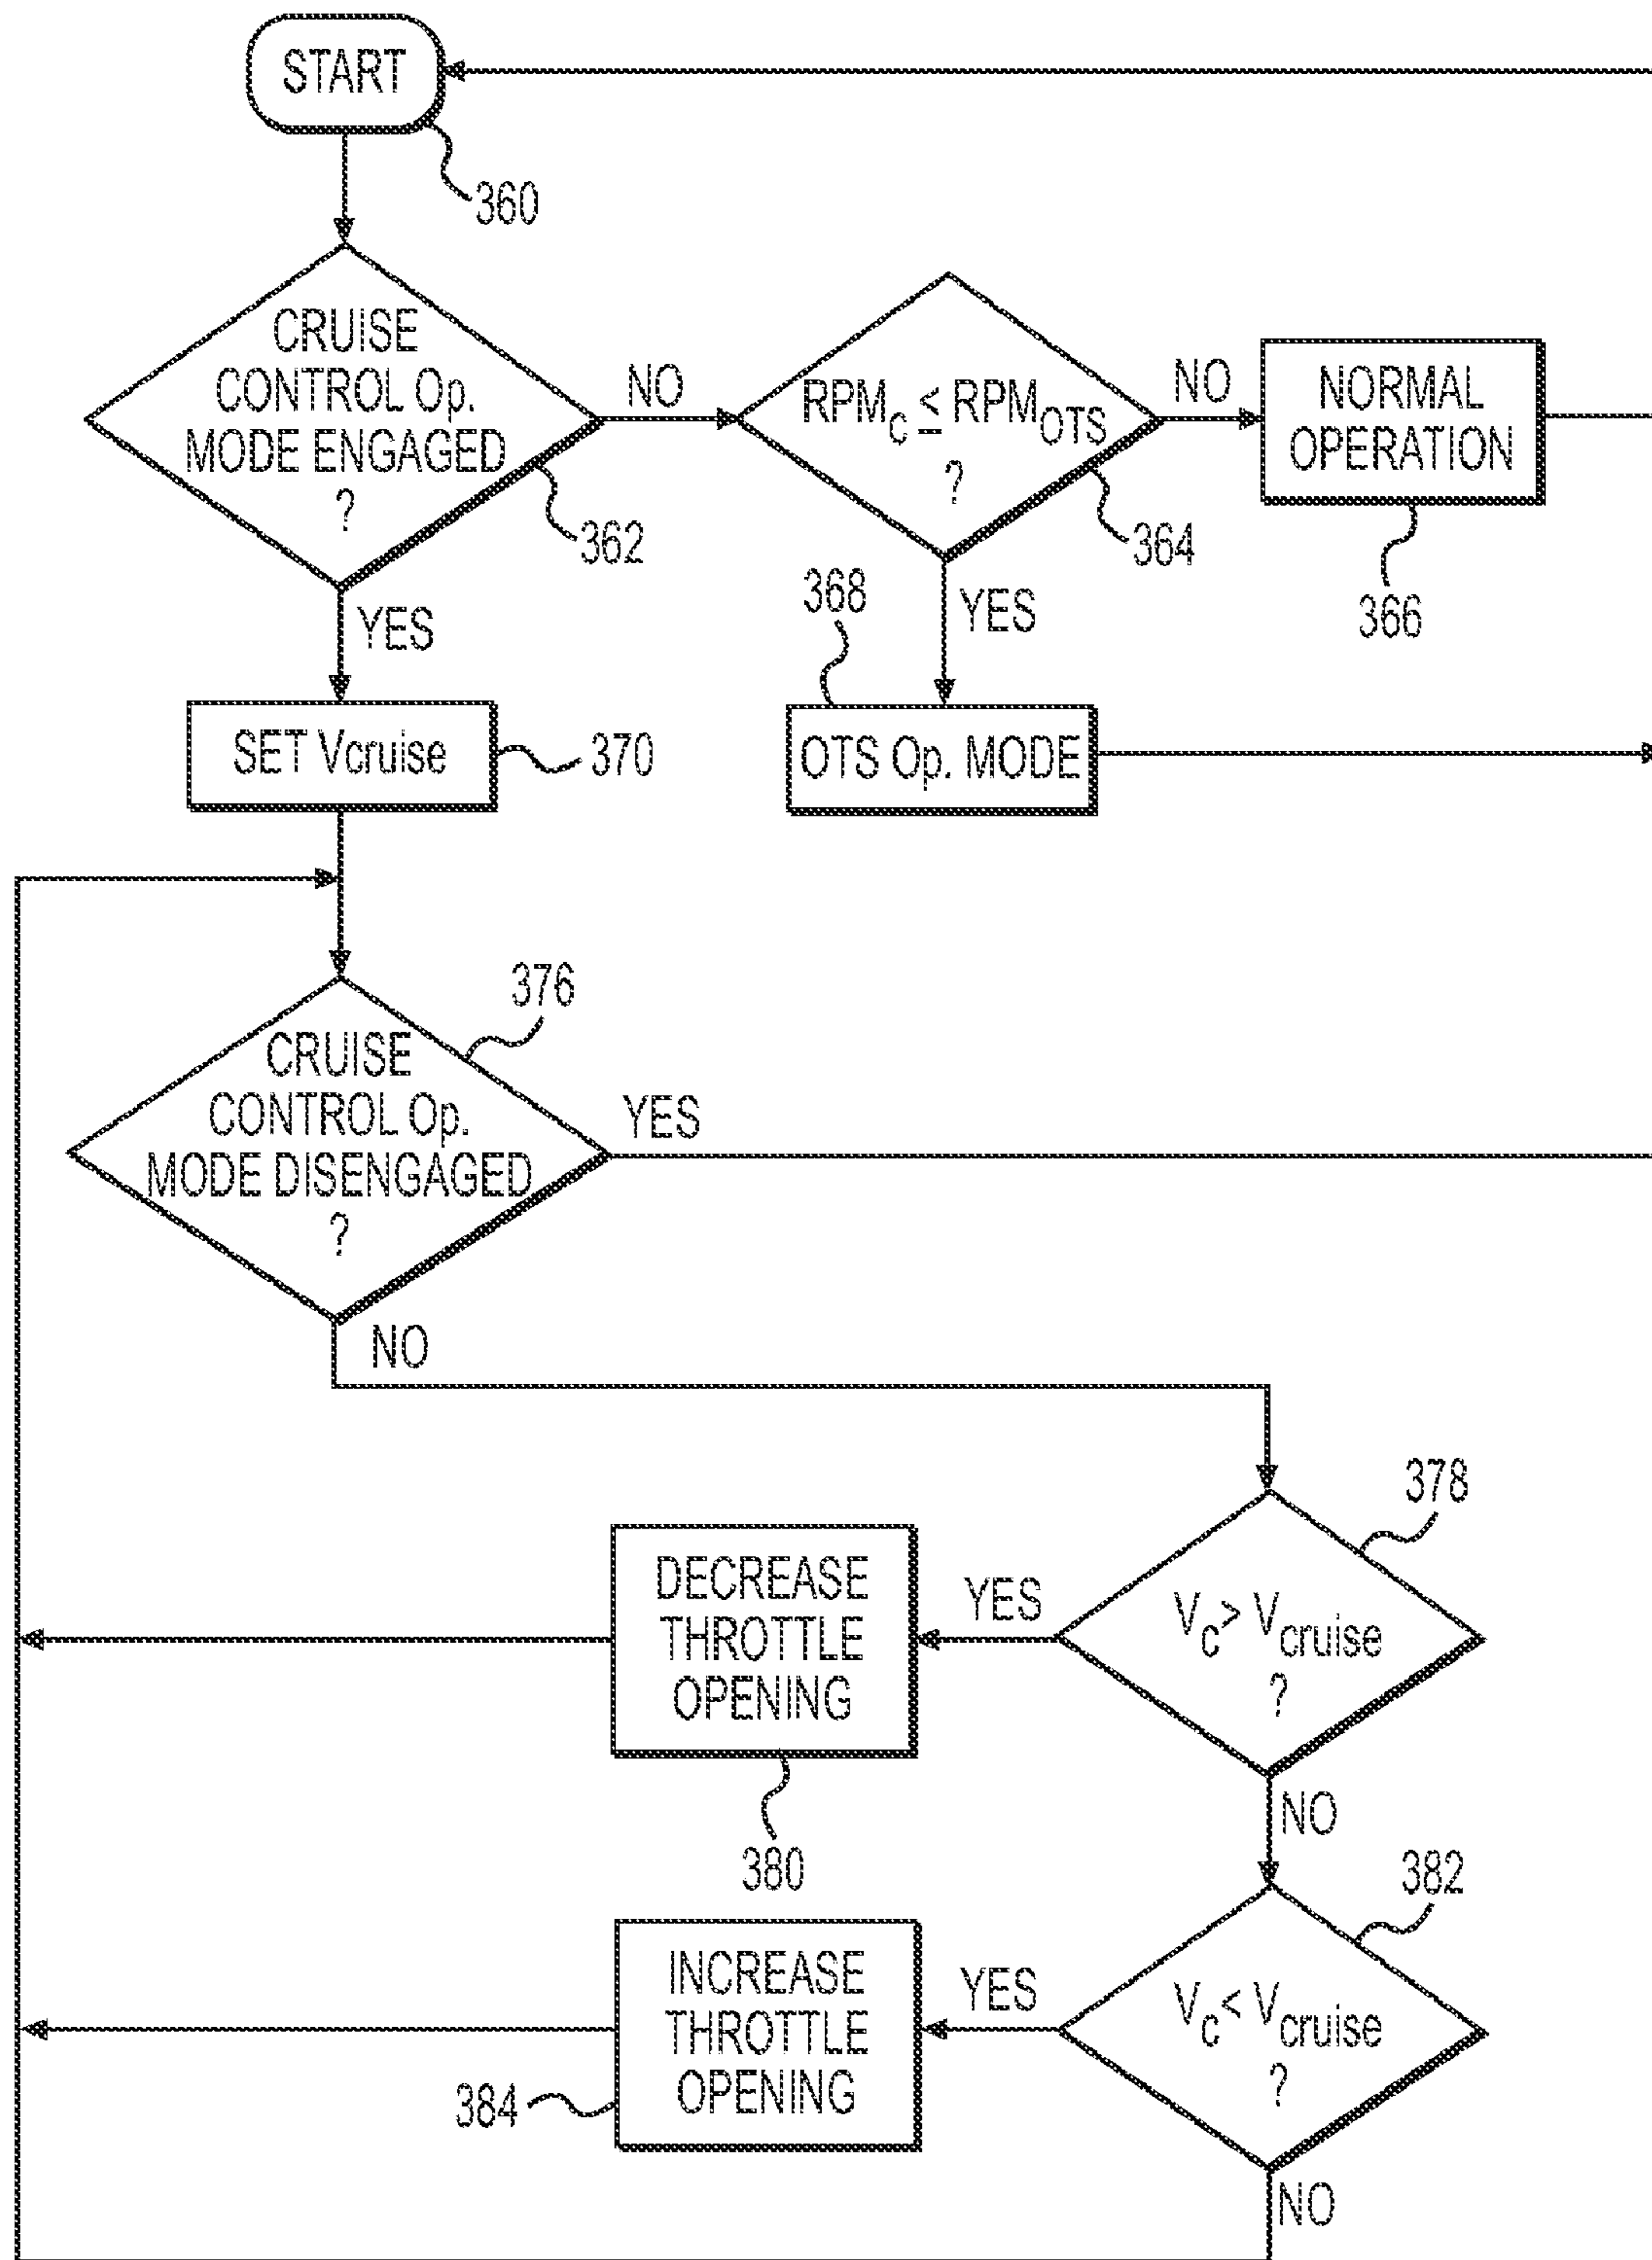 START
360
CRUISE
CONTROL Op.
MODE ENGAGED
?
362
NO
RPMc ≤ RPMOTS
?
364
NO
NORMAL
OPERATION
366
YES
368
YES
SET Vcruise
370
OTS Op. MODE
376
CRUISE
CONTROL Op.
MODE DISENGAGED
?
YES
NO
378
Vc> Vcruise
?
YES
DECREASE
THROTTLE
OPENING
380
NO
382
Vc< Vcruise
?
YES
INCREASE
THROTTLE
OPENING
384
NO